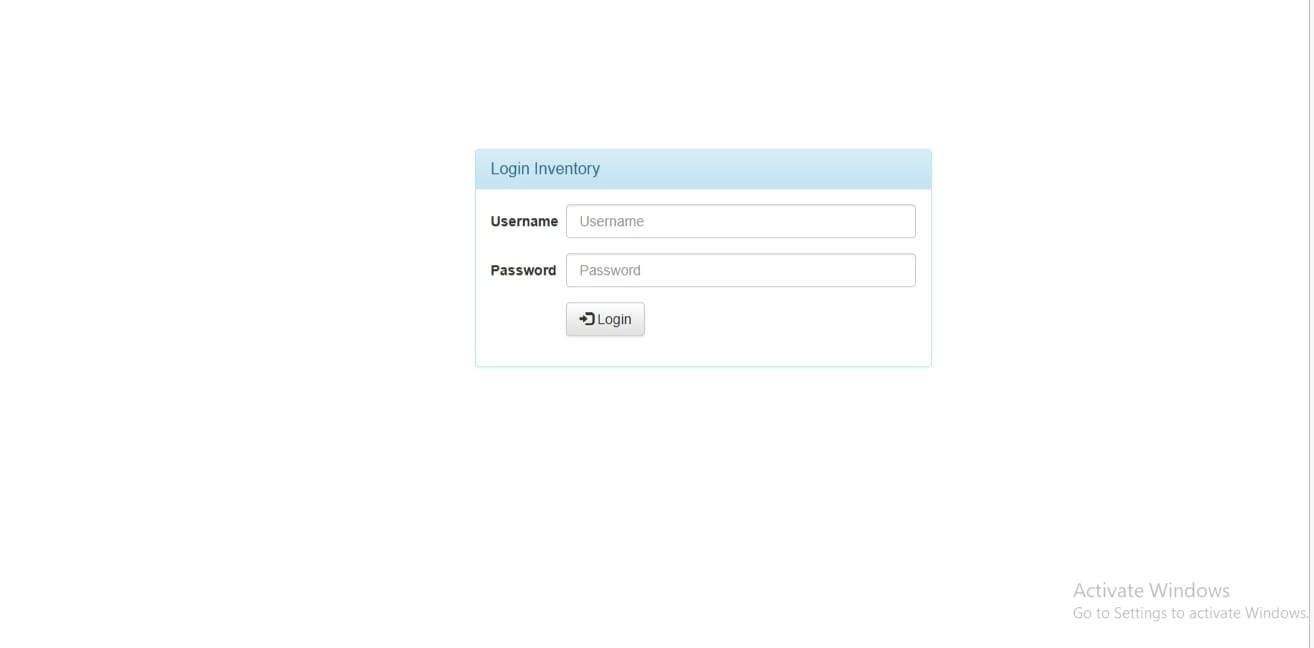 Login Inventory
Username Username
Password Password
Login
Activate Windows
Go to Settings to activate Windows.